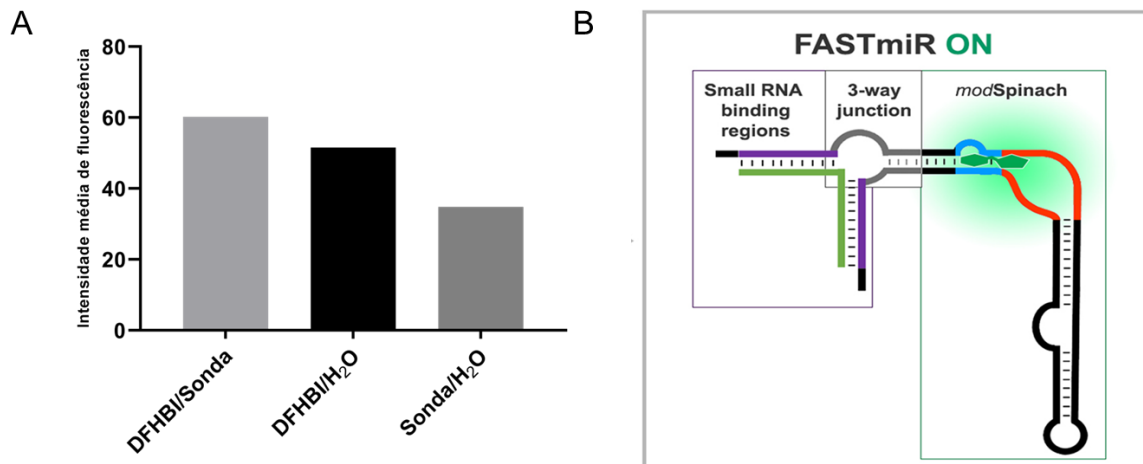 A
Intensidade média de fluorescência
80
60
40
20
0
DFHBI/Sonda
DFHBI/H₂O
Sonda/H₂O
B
FASTmiR ON
Small RNA
binding
regions
3-way
junction
modSpinach